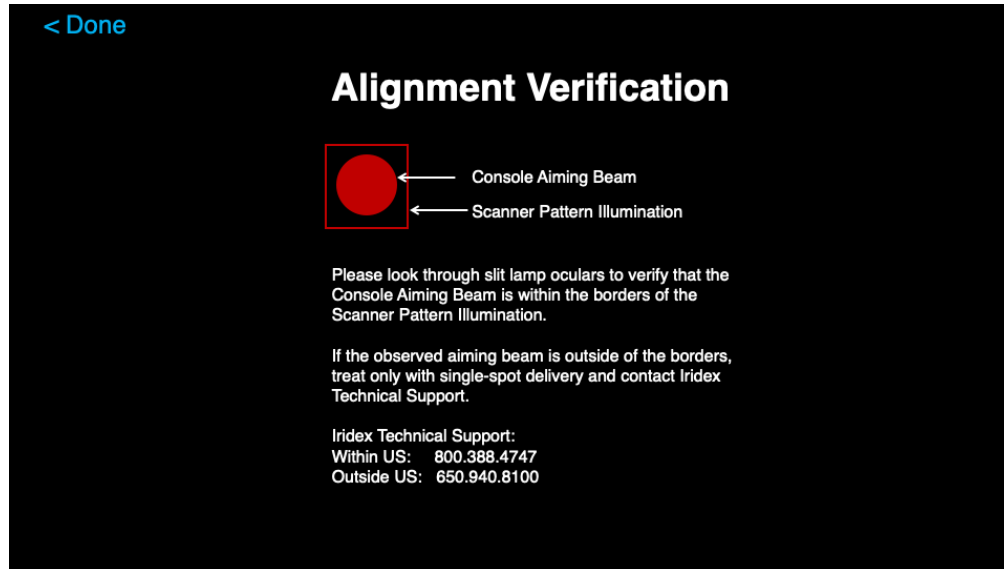 < Done
Alignment Verification
Console Aiming Beam
Scanner Pattern Illumination
Please look through slit lamp oculars to verify that the
Console Aiming Beam is within the borders of the
Scanner Pattern Illumination.
If the observed aiming beam is outside of the borders,
treat only with single-spot delivery and contact Iridex
Technical Support.
Iridex Technical Support:
Within US: 800.388.4747
Outside US: 650.940.8100